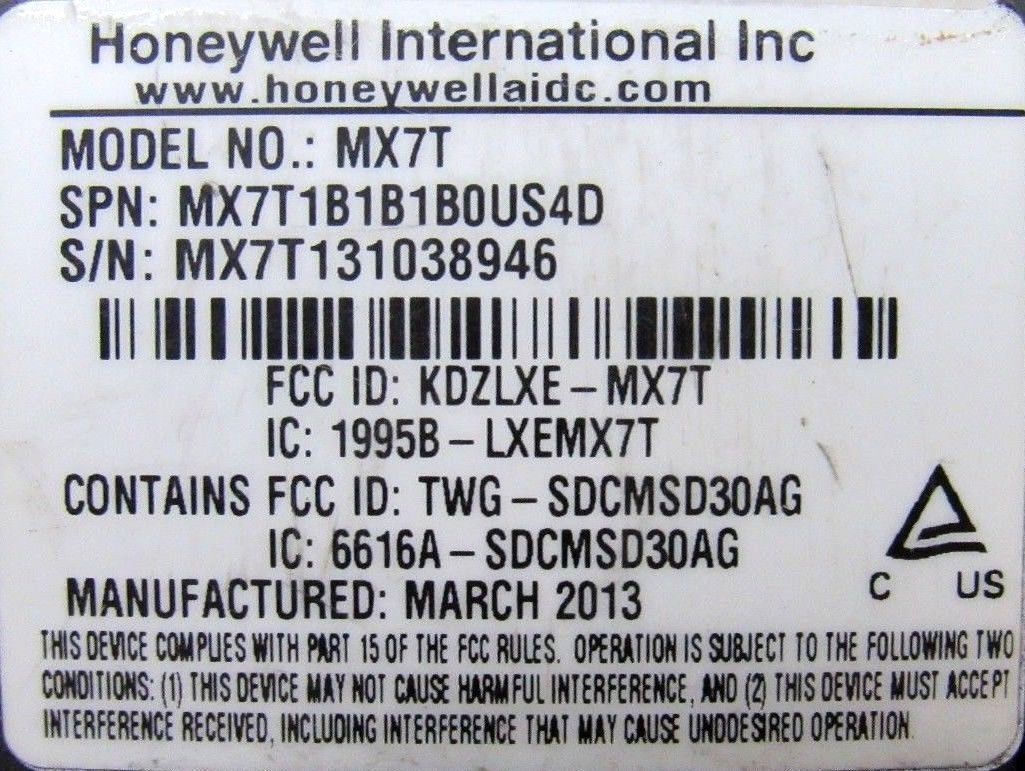 Honeywell International Inc
www.honeywellaidc.com
MODEL NO.: MX7T
SPN: MX7T1B1B1B0US4D
S/N: MX7T131038946
FCC ID: KDZLXE – MX7T
IC: 1995B – LXEMX7T
CONTAINS FCC ID: TWG – SDCMSD30AG
IC: 6616A – SDCMSD30AG
C US
MANUFACTURED: MARCH 2013
THIS DEVICE COMPLIES WITH PART 15 OF THE FCC RULES. OPERATION IS SUBJECT TO THE FOLLOWING TWO
CONDITIONS: (1) THIS DEVICE MAY NOT CAUSE HARMFUL INTERFERENCE, AND (2) THIS DEVICE MUST ACCEPT
INTERFERENCE RECEIVED, INCLUDING INTERFERENCE THAT MAY CAUSE UNDDESIRED OPERATION.